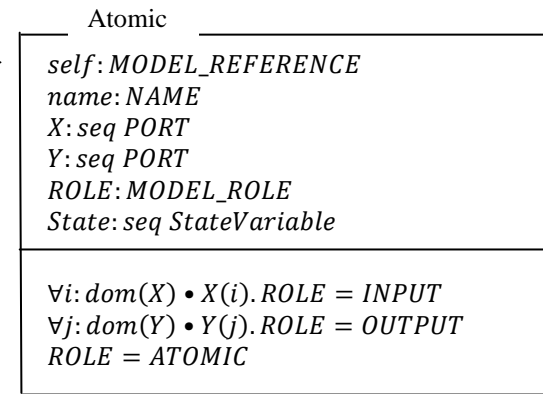 Atomic
self: MODEL_REFERENCE
name: NAME
X: seq PORT
Y: seq PORT
ROLE: MODEL_ROLE
State: seq StateVariable
∀i: dom(X) • X(i). ROLE = INPUT
∀j: dom(Y) • Y(j). ROLE = OUTPUT
ROLE = ATOMIC